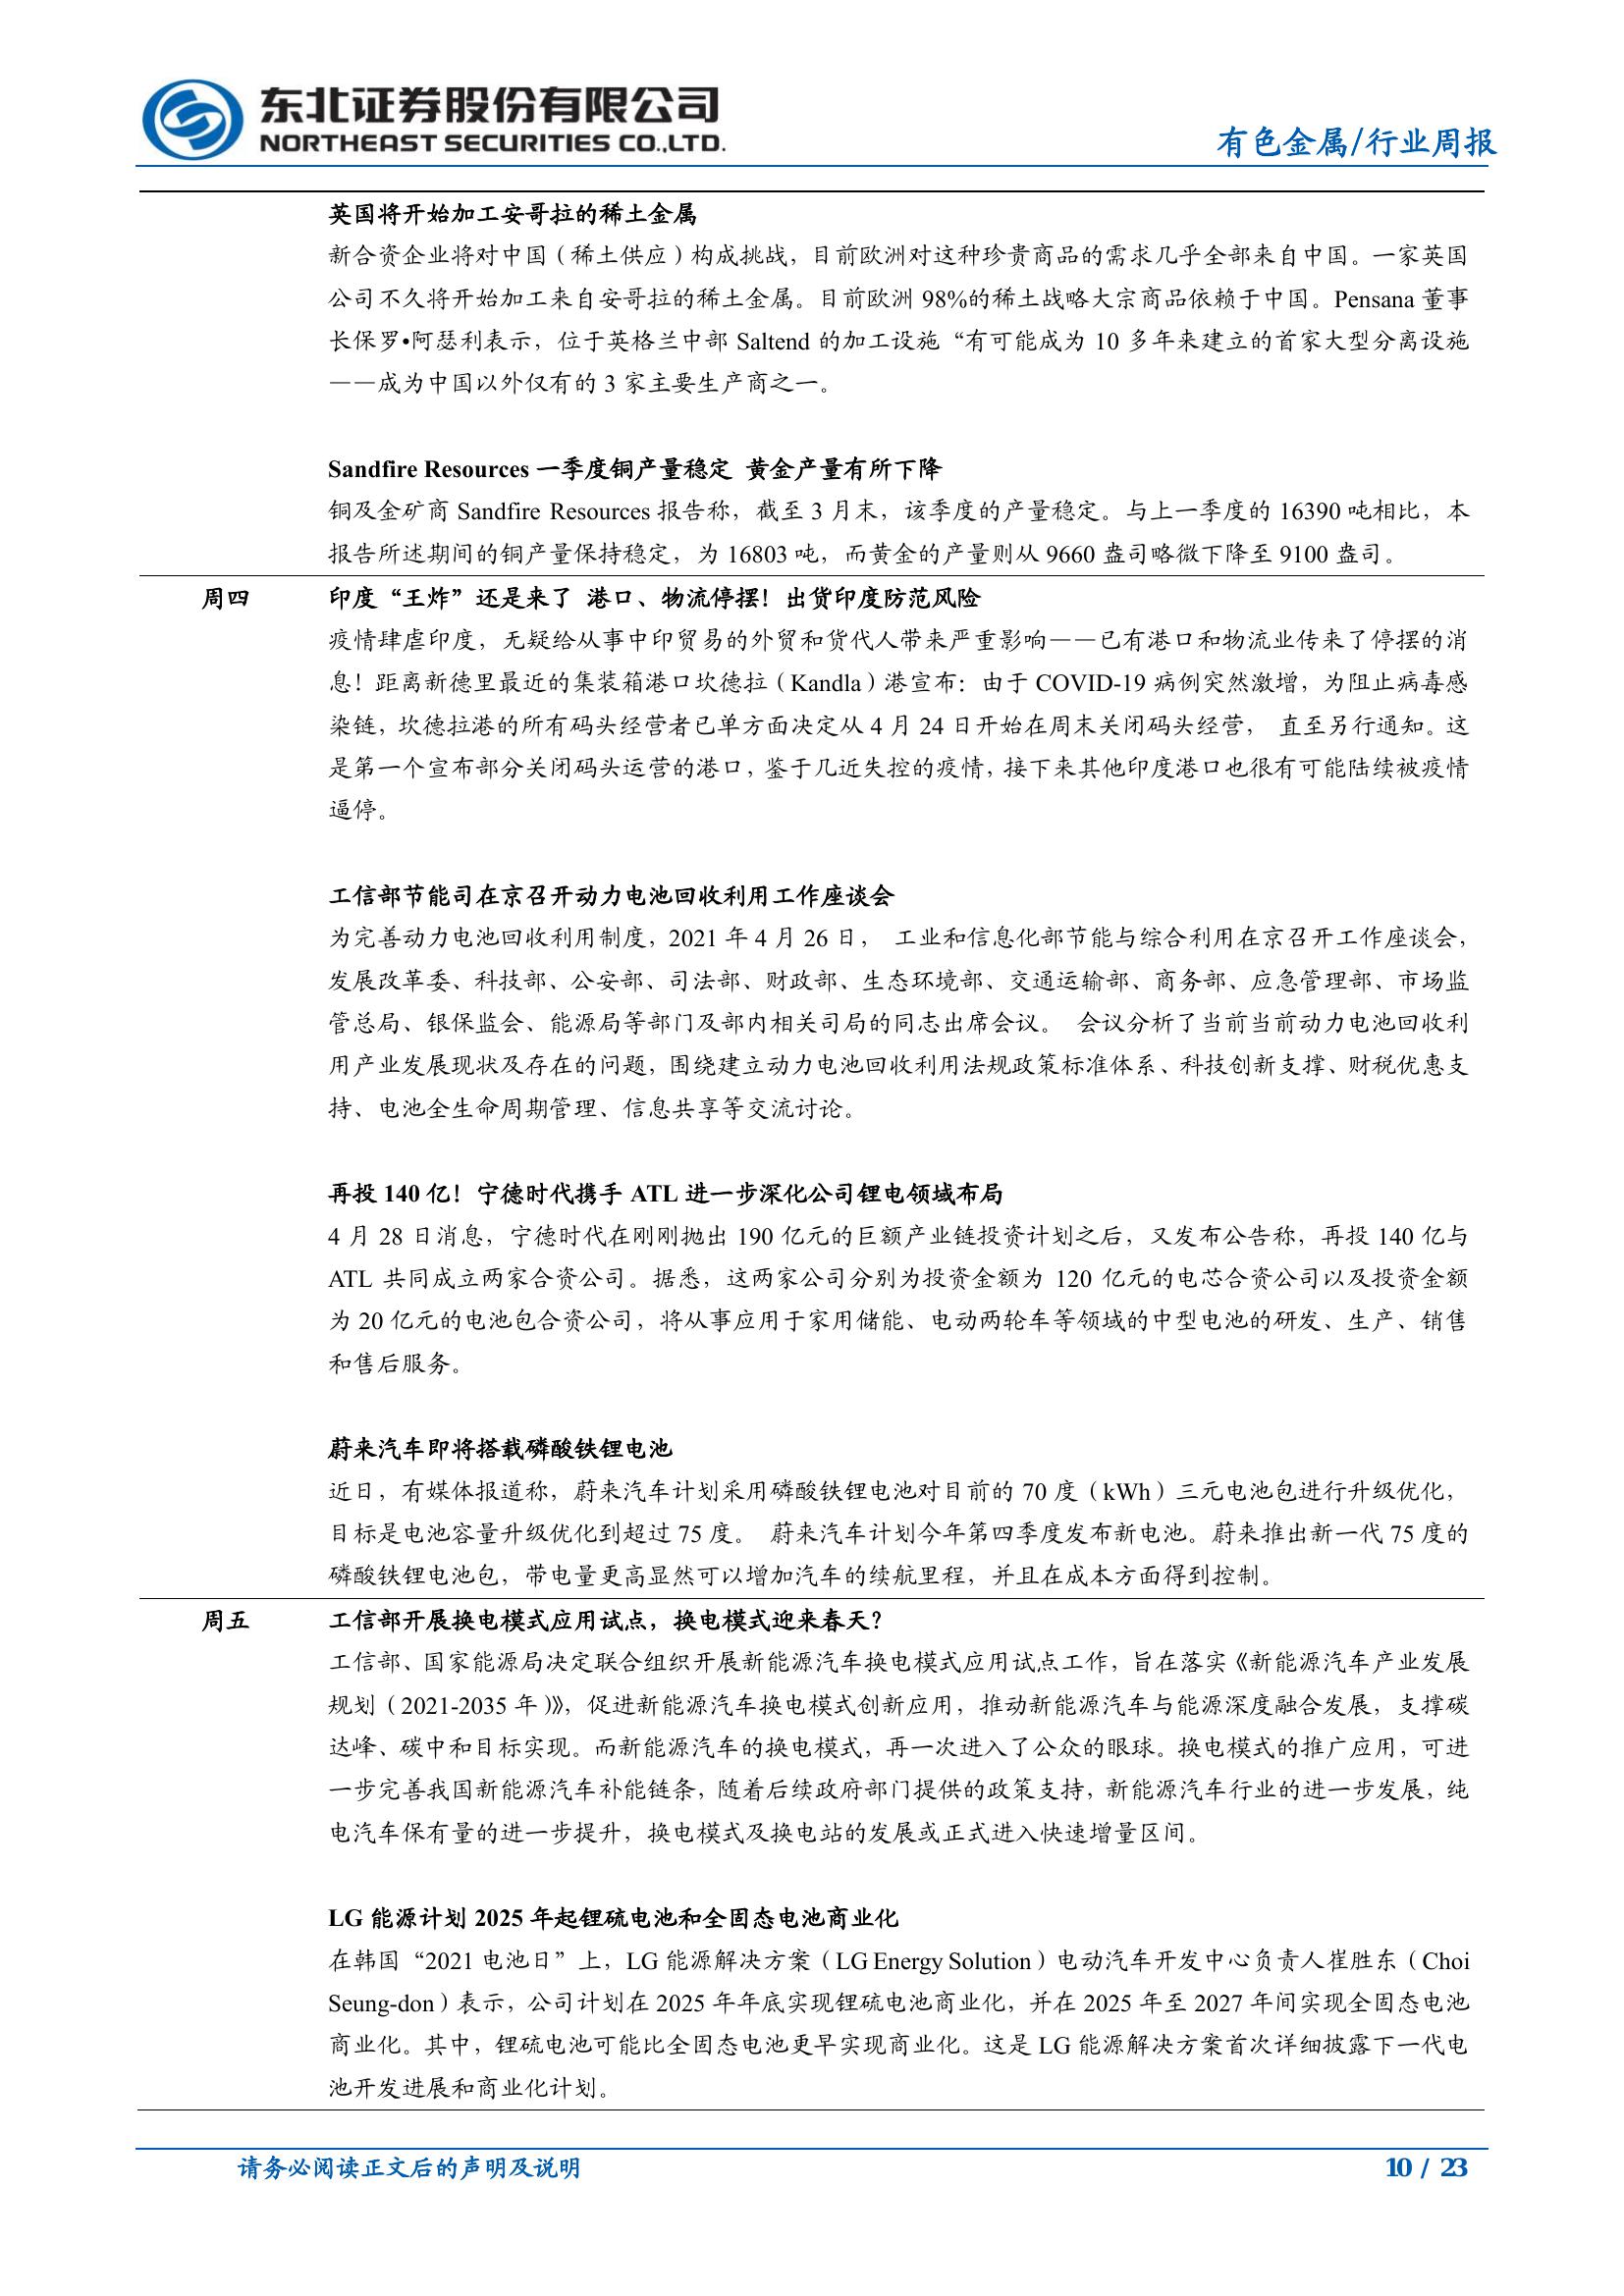 东北证券股份有限公司
NORTHEAST SECURITIES CO.,LTD.
有色金属/行业周报
英国将开始加工安哥拉的稀土金属
新合资企业将对中国（稀土供应）构成挑战，目前欧洲对这种珍贵商品的需求几乎全部来自中国。一家英国
公司不久将开始加工来自安哥拉的稀土金属。目前欧洲 98%的稀土战略大宗商品依赖于中国。Pensana 董事
长保罗•阿瑟利表示，位于英格兰中部 Saltend 的加工设施“有可能成为 10 多年来建立的首家大型分离设施
——成为中国以外仅有的 3 家主要生产商之一。
Sandfire Resources 一季度铜产量稳定 黄金产量有所下降
铜及金矿商 Sandfire Resources 报告称，截至 3 月末，该季度的产量稳定。与上一季度的 16390 吨相比，本
报告所述期间的铜产量保持稳定，为 16803 吨，而黄金的产量则从 9660 盎司略微下降至 9100 盎司。
周四 印度“王炸”还是来了 港口、物流停摆！出货印度防范风险
疫情肆虐印度，无疑给从事中印贸易的外贸和货代人带来严重影响——已有港口和物流业传来了停摆的消
息！距离新德里最近的集装箱港口坎德拉（Kandla）港宣布：由于 COVID-19 病例突然激增，为阻止病毒感
染链，坎德拉港的所有码头经营者已单方面决定从 4 月 24 日开始在周末关闭码头经营， 直至另行通知。这
是第一个宣布部分关闭码头运营的港口，鉴于几近失控的疫情，接下来其他印度港口也很有可能陆续被疫情
逼停。
工信部节能司在京召开动力电池回收利用工作座谈会
为完善动力电池回收利用制度，2021 年 4 月 26 日， 工业和信息化部节能与综合利用在京召开工作座谈会，
发展改革委、科技部、公安部、司法部、财政部、生态环境部、交通运输部、商务部、应急管理部、市场监
管总局、银保监会、能源局等部门及部内相关司局的同志出席会议。 会议分析了当前当前动力电池回收利
用产业发展现状及存在的问题，围绕建立动力电池回收利用法规政策标准体系、科技创新支撑、财税优惠支
持、电池全生命周期管理、信息共享等交流讨论。
再投 140 亿！宁德时代携手 ATL 进一步深化公司锂电领域布局
4 月 28 日消息，宁德时代在刚刚抛出 190 亿元的巨额产业链投资计划之后，又发布公告称，再投 140 亿与
ATL 共同成立两家合资公司。据悉，这两家公司分别为投资金额为 120 亿元的电芯合资公司以及投资金额
为 20 亿元的电池包合资公司，将从事应用于家用储能、电动两轮车等领域的中型电池的研发、生产、销售
和售后服务。
蔚来汽车即将搭载磷酸铁锂电池
近日，有媒体报道称，蔚来汽车计划采用磷酸铁锂电池对目前的 70 度（kWh）三元电池包进行升级优化，
目标是电池容量升级优化到超过 75 度。 蔚来汽车计划今年第四季度发布新电池。蔚来推出新一代 75 度的
磷酸铁锂电池包，带电量更高显然可以增加汽车的续航里程，并且在成本方面得到控制。
周五 工信部开展换电模式应用试点，换电模式迎来春天？
工信部、国家能源局决定联合组织开展新能源汽车换电模式应用试点工作，旨在落实《新能源汽车产业发展
规划（2021-2035 年）》，促进新能源汽车换电模式创新应用，推动新能源汽车与能源深度融合发展，支撑碳
达峰、碳中和目标实现。而新能源汽车的换电模式，再一次进入了公众的眼球。换电模式的推广应用，可进
一步完善我国新能源汽车补能链条，随着后续政府部门提供的政策支持，新能源汽车行业的进一步发展，纯
电汽车保有量的进一步提升，换电模式及换电站的发展或正式进入快速增量区间。
LG 能源计划 2025 年起锂硫电池和全固态电池商业化
在韩国“2021 电池日”上，LG 能源解决方案（LG Energy Solution）电动汽车开发中心负责人崔胜东（Choi
Seung-don）表示，公司计划在 2025 年年底实现锂硫电池商业化，并在 2025 年至 2027 年间实现全固态电池
商业化。其中，锂硫电池可能比全固态电池更早实现商业化。这是 LG 能源解决方案首次详细披露下一代电
池开发进展和商业化计划。
请务必阅读正文后的声明及说明
10 / 23